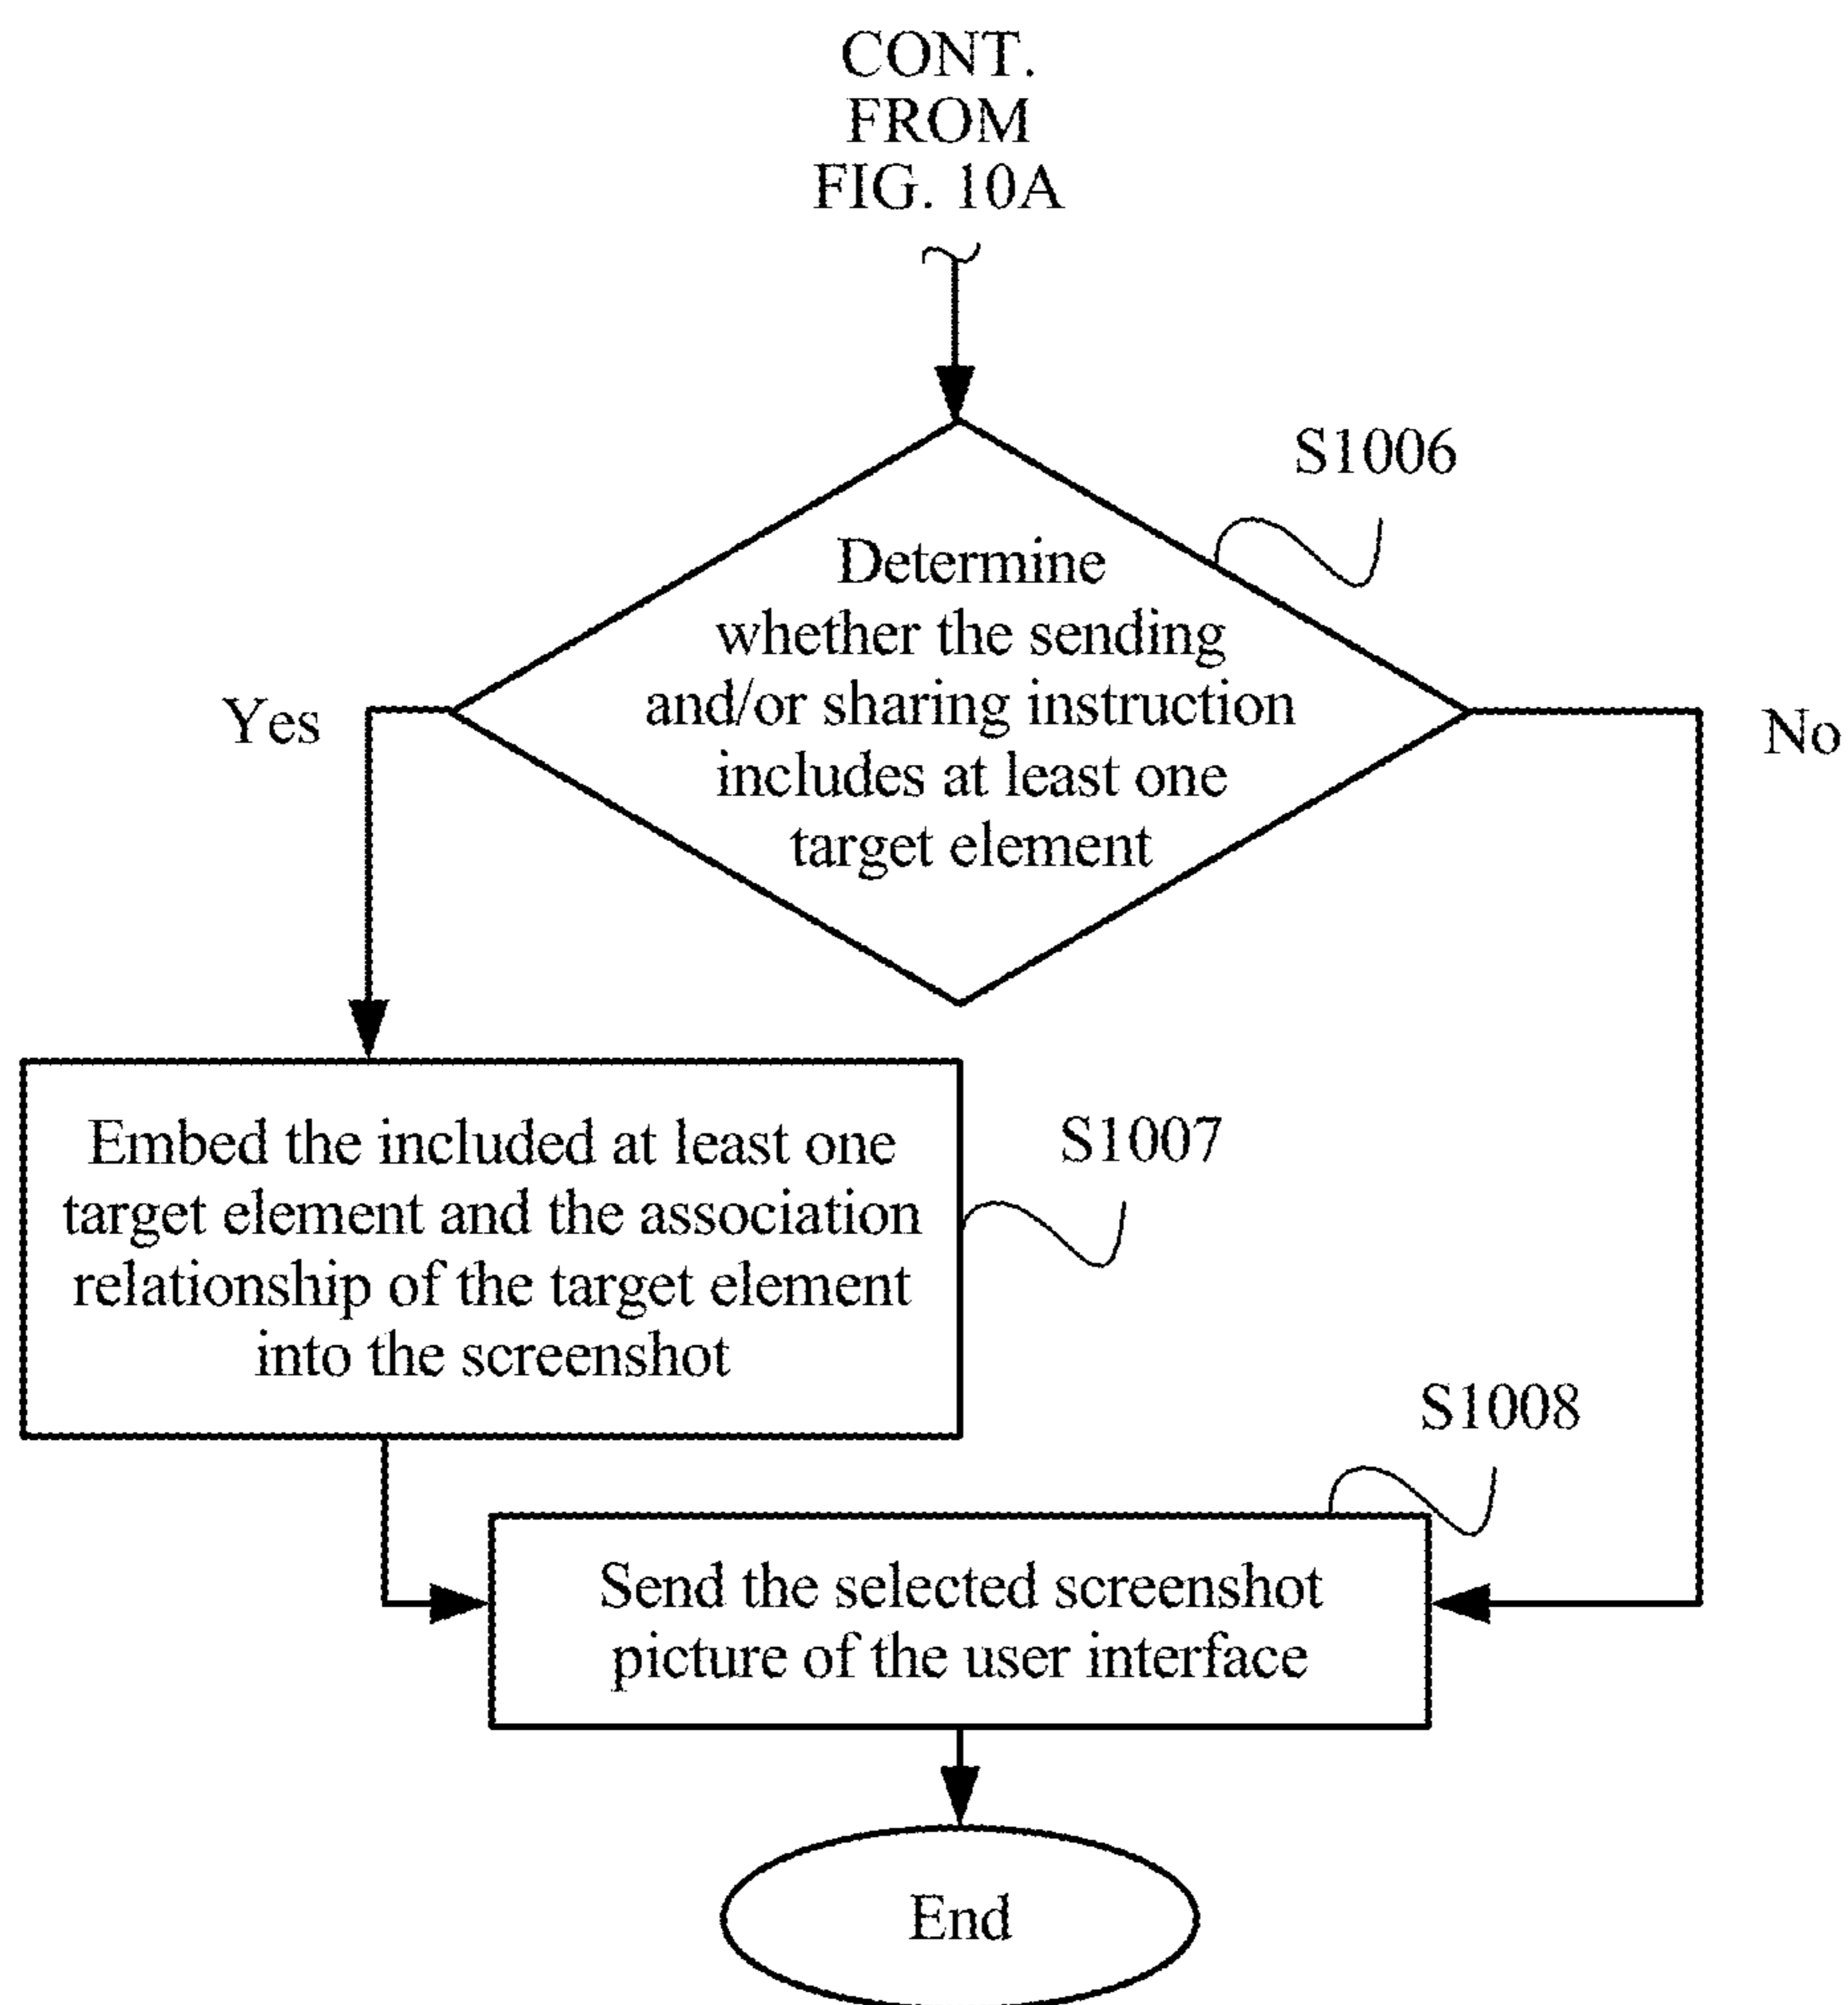 CONT.
FROM
FIG. 10A
S1006
Determine
whether the sending
and/or sharing instruction
includes at least one
target element
Yes
No
Embed the included at least one
target element and the association
relationship of the target element
into the screenshot
S1007
S1008
Send the selected screenshot
picture of the user interface
End